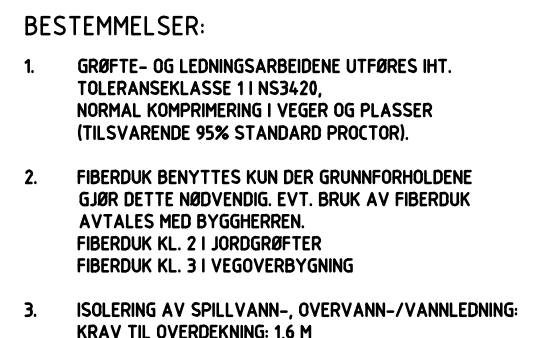 BESTEMMELSER:
1. GRØFTE- OG LEDNINGSARBEIDENE UTFØRES IHT.
TOLERANSEKLASSE 1 I NS3420,
NORMAL KOMPRIMERING I VEGER OG PLASSER
(TILSVARENDE 95% STANDARD PROCTOR).
2. FIBERDUK BENYTTES KUN DER GRUNNFORHOLDENE
GJØR DETTE NØDVENDIG. EVT. BRUK AV FIBERDUK
AVTALES MED BYGGHERREN.
FIBERDUK KL. 2 I JORDGRØFTER
FIBERDUK KL. 3 I VEGOVERBYGNING
3. ISOLERING AV SPILLVANN-, OVERVANN-/VANNLEDNING:
KRAV TIL OVERDEKNING: 1,6 M